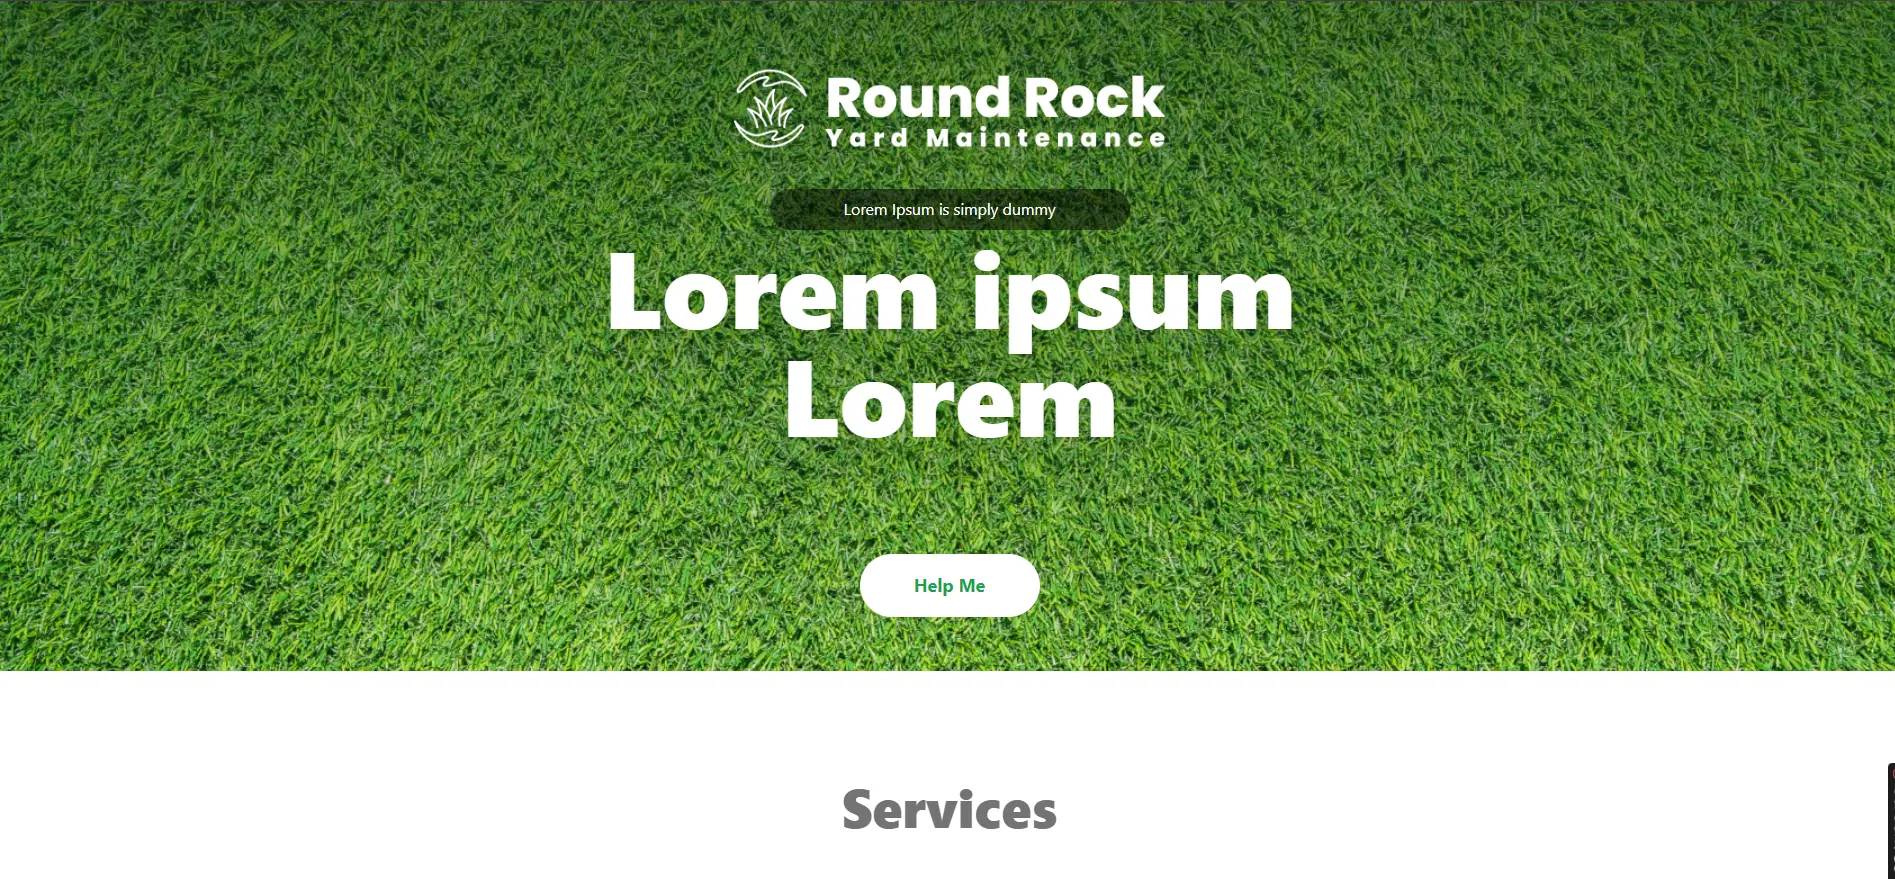 Round Rock
Yard Maintenance
Lorem Ipsum is simply dummy
Lorem ipsum
Lorem
Help Me
Services